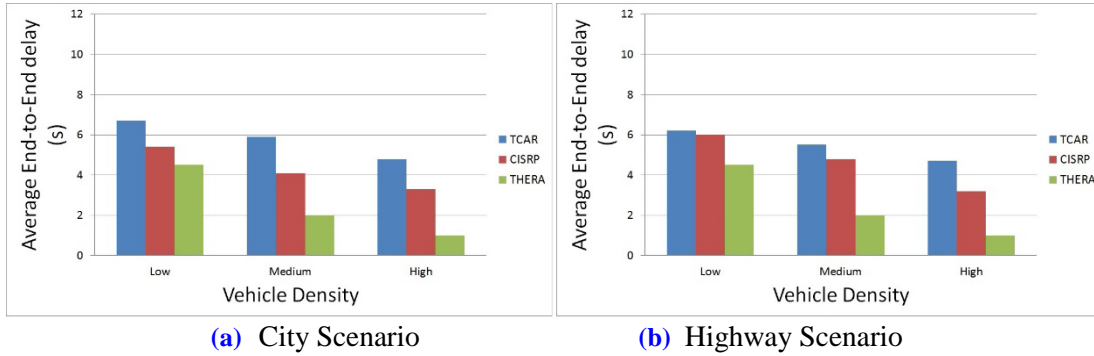 12
10
8
6
4
2
0
Average End-to-End delay
(s)
Low
Medium
High
Vehicle Density
TCAR
CISRP
THERA
(a) City Scenario
12
10
8
6
4
2
0
Average End-to-End delay
(s)
Low
Medium
High
Vehicle Density
TCAR
CISRP
THERA
(b) Highway Scenario